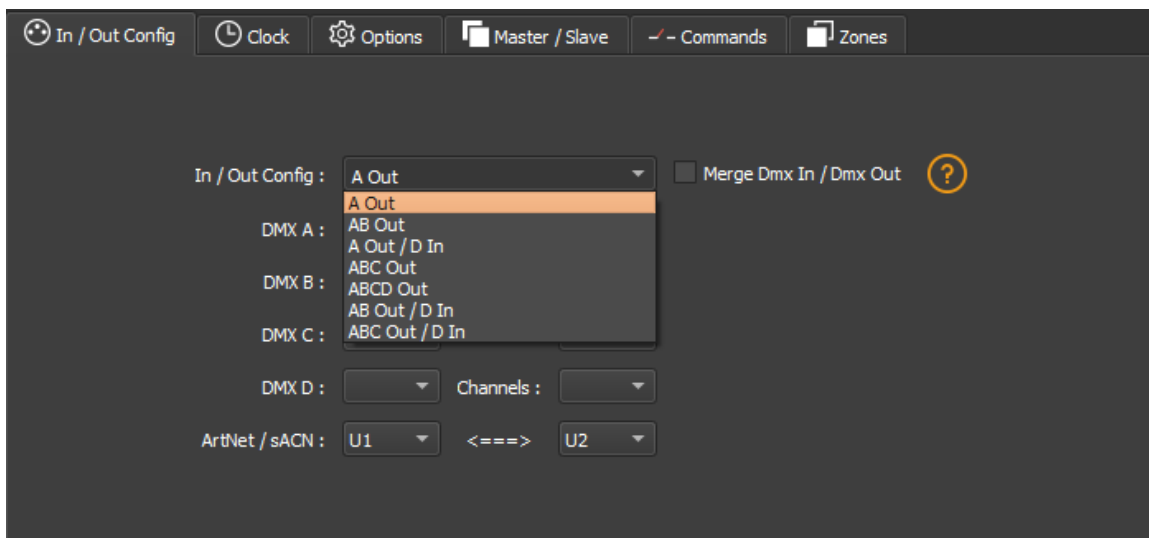 In / Out Config Clock Options Master / Slave Commands Zones
In / Out Config : A Out Merge Dmx In / Dmx Out ?
A Out
DMX A : AB Out
A Out / D In
ABC Out
DMX B : ABCD Out
AB Out / D In
DMX C : ABC Out / D In
DMX D : Channels :
ArtNet / sACN : U1 <===> U2